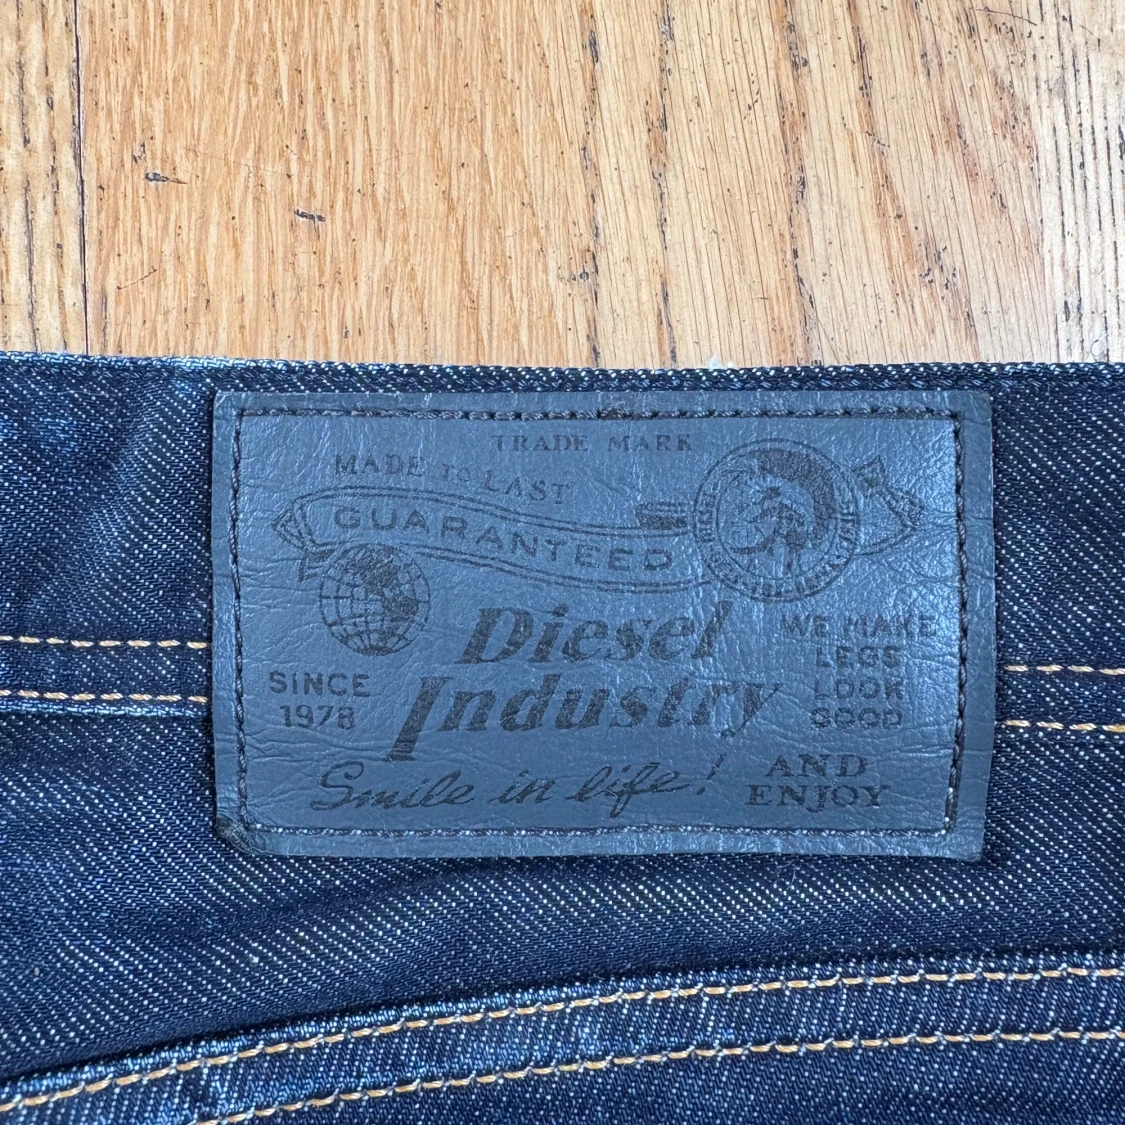 TRADE MARK
MADE TO LAST
GUARANTEED
Diesel
Industry
SINCE
1978
WE MAKE
LEGS
LOOK
GOOD
Smile in life!
AND
ENJOY